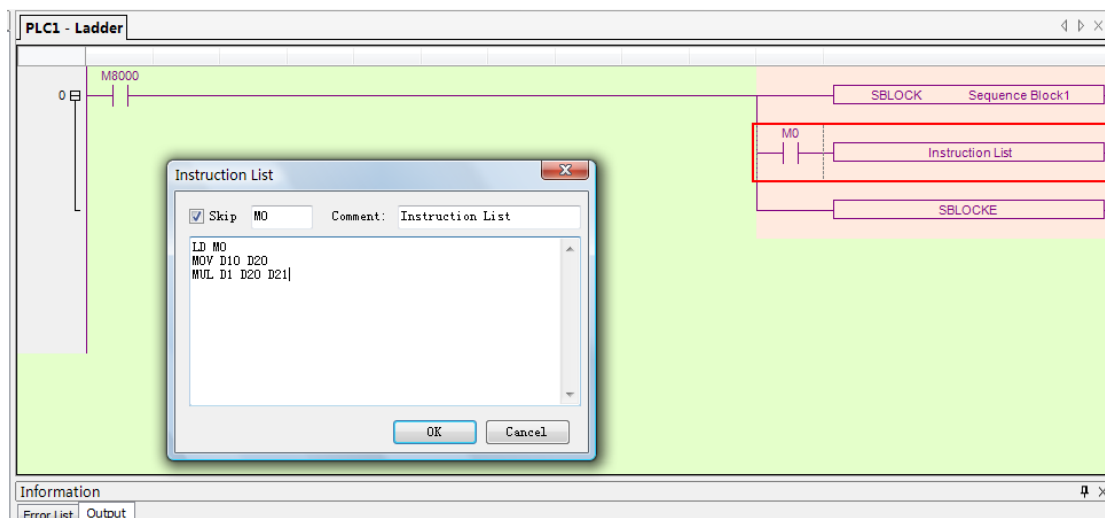 PLC1 - Ladder
M8000
0
SBLOCK Sequence Block1
M0
Instruction List
SBLOCKE
Instruction List
Skip M0 Comment: Instruction List
LD M0
MOV D10 D20
MUL D1 D20 D21
OK Cancel
Information
Error List Output